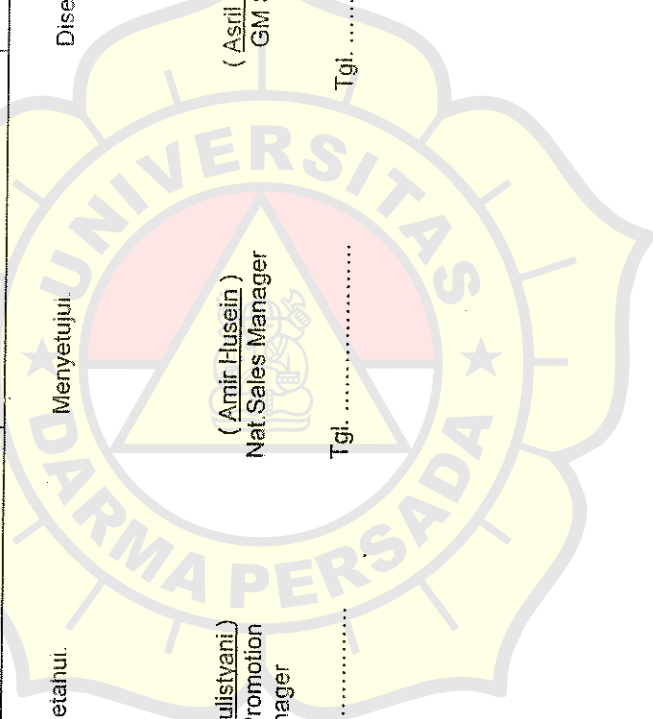 etahui.
ulistyani )
Promotion
nager
..............
Menyetujui.
( Amir Husein )
Nat.Sales Manager
Tgl. ......................
Dise
( Asril
GM
Tgl. .......
UNIVERSITAS
DARMA PERSADA